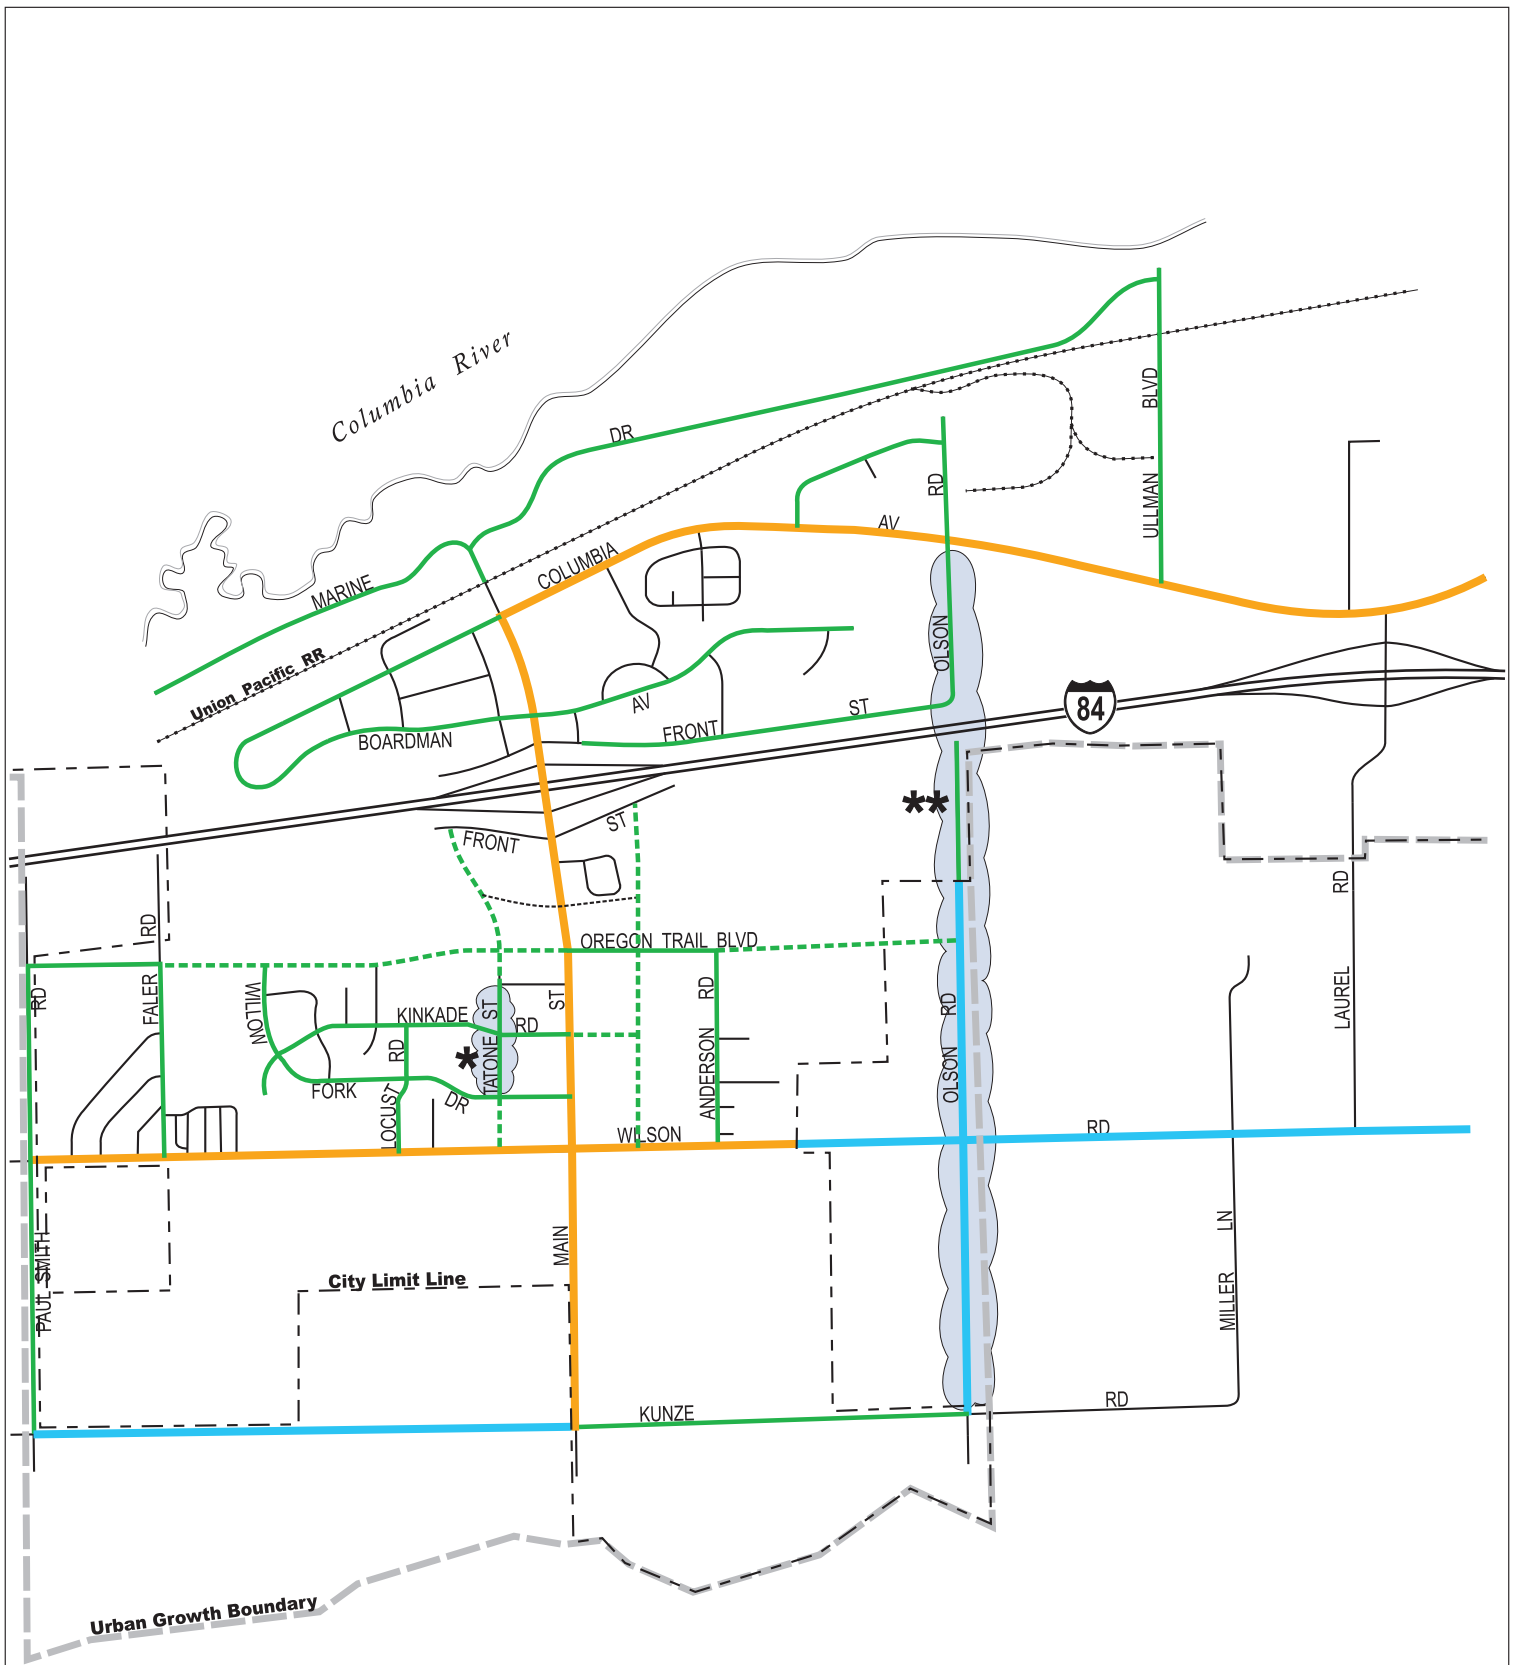 Columbia River
DR
BLVD
RD
ULLMAN
AV
COLUMBIA
MARINE
OLSON
Union Pacific RR
AV
ST
84
FRONT
BOARDMAN
**
ST
FRONT
RD
RD
OREGON TRAIL BLVD
RD
FALER
WILLOW
KINKADE
ST
ST
RD
RD
RD
LAUREL
RD
*
TATONE
ANDERSON
OLSON
FORK
LOCUST
DR
WILSON
RD
PAUL SMITH
MAIN
LN
City Limit Line
MILLER
KUNZE
RD
Urban Growth Boundary